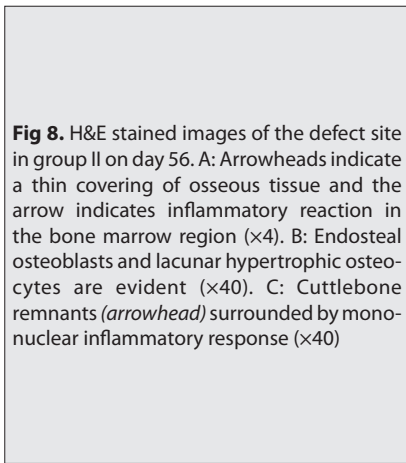 Fig 8. H&E stained images of the defect site
in group II on day 56. A: Arrowheads indicate
a thin covering of osseous tissue and the
arrow indicates inflammatory reaction in
the bone marrow region (×4). B: Endosteal
osteoblasts and lacunar hypertrophic osteo-
cytes are evident (×40). C: Cuttlebone
remnants (arrowhead) surrounded by mono-
nuclear inflammatory response (×40)